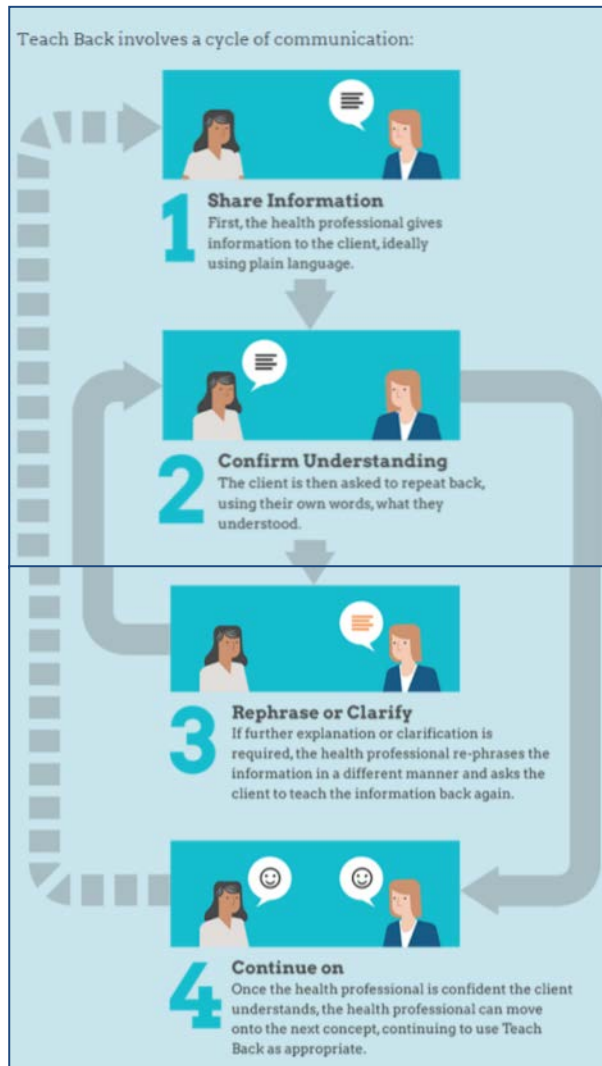 Teach Back involves a cycle of communication:
1
Share Information
First, the health professional gives
information to the client, ideally
using plain language.
2
Confirm Understanding
The client is then asked to repeat back,
using their own words, what they
understood.
3
Rephrase or Clarify
If further explanation or clarification is
required, the health professional re-phrases the
information in a different manner and asks the
client to teach the information back again.
4
Continue on
Once the health professional is confident the client
understands, the health professional can move
onto the next concept, continuing to use Teach
Back as appropriate.